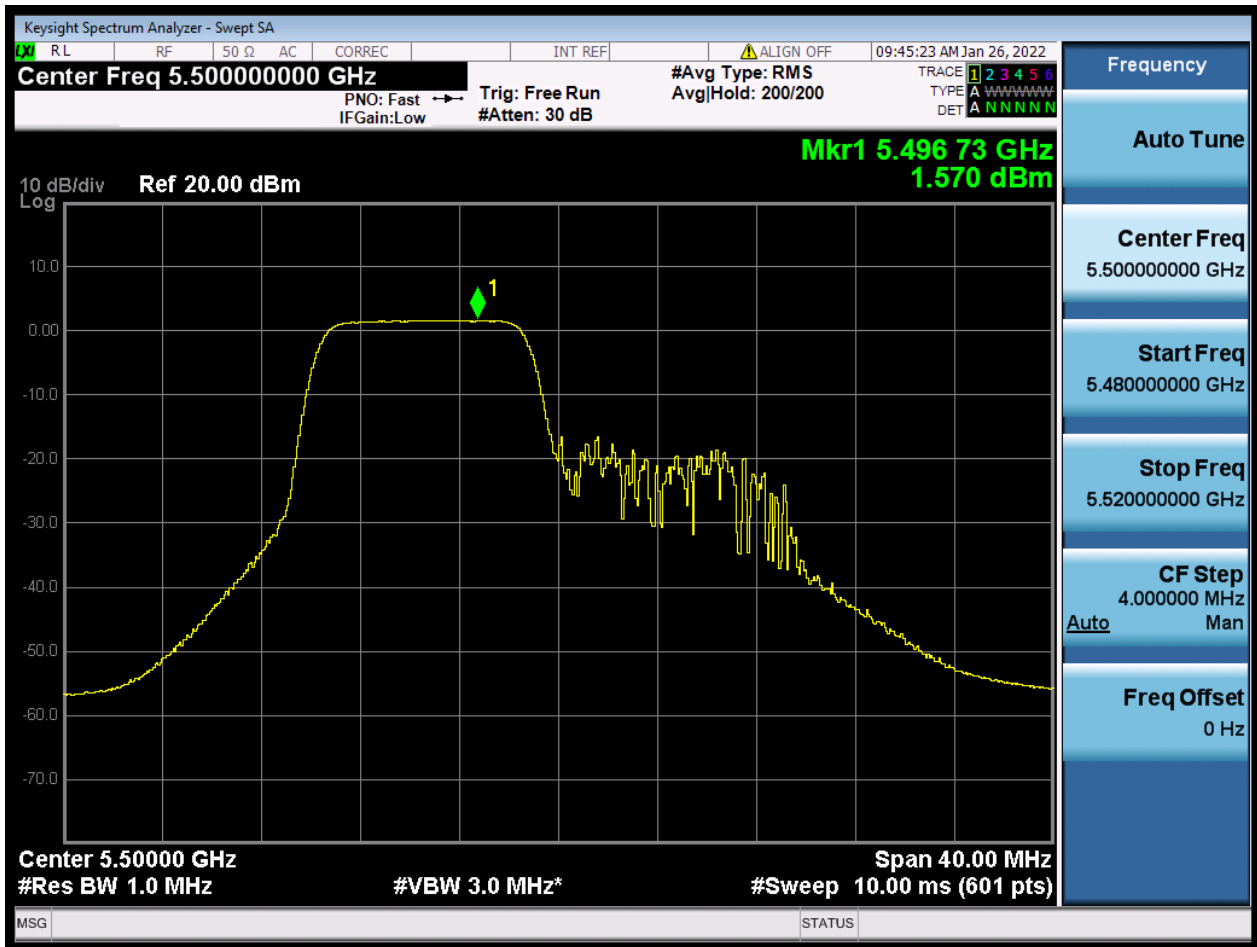 Keysight Spectrum Analyzer - Swept SA
LXI RL RF 50 Ω AC CORREC INT REF ALIGN OFF 09:45:23 AM Jan 26, 2022
Center Freq 5.500000000 GHz
PNO: Fast
IFGain:Low
Trig: Free Run
#Atten: 30 dB
#Avg Type: RMS
Avg|Hold: 200/200
TRACE 1 2 3 4 5 6
TYPE A WWWWW
DET A N N N N N
Mkr1 5.496 73 GHz
1.570 dBm
10 dB/div Ref 20.00 dBm
Log
1
10.0
0.00
-10.0
-20.0
-30.0
-40.0
-50.0
-60.0
-70.0
Center 5.50000 GHz Span 40.00 MHz
#Res BW 1.0 MHz #VBW 3.0 MHz* #Sweep 10.00 ms (601 pts)
MSG STATUS
Frequency
Auto Tune
Center Freq
5.500000000 GHz
Start Freq
5.480000000 GHz
Stop Freq
5.520000000 GHz
CF Step
4.000000 MHz
Auto Man
Freq Offset
0 Hz